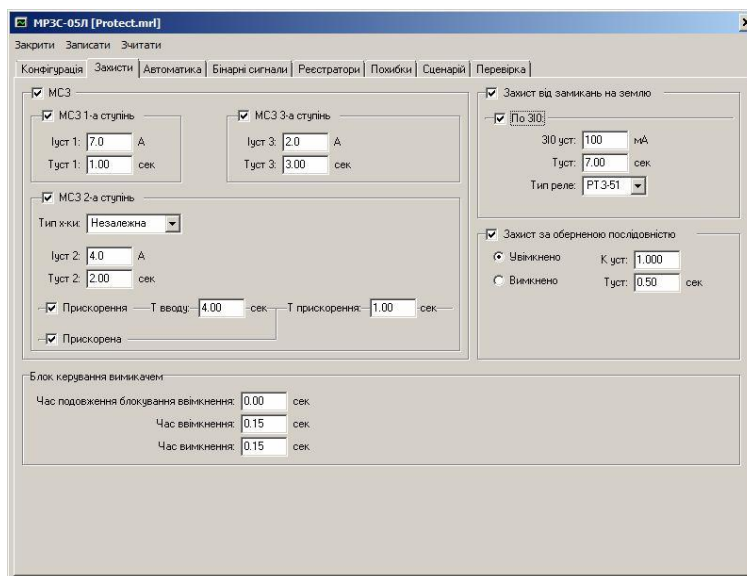 МРЗС-05Л [Protect.mrl]
Закрити Записати Зчитати
Конфігурація Захисти Автоматика Бінарні сигнали Реєстратори Похибки Сценарій Перевірка
МСЗ
МСЗ 1-а ступінь
Іуст 1: 7.0 А
Туст 1: 1.00 сек
МСЗ 3-а ступінь
Іуст 3: 2.0 А
Туст 3: 3.00 сек
МСЗ 2-а ступінь
Тип х-ки: Незалежна
Іуст 2: 4.0 А
Туст 2: 2.00 сек
Прискорення Т вводу: 4.00 сек Т прискорення: 1.00 сек
Прискорена
Захист від замикань на землю
По 3І0:
3І0 уст: 100 мА
Туст: 7.00 сек
Тип реле: РТЗ-51
Захист за оберненою послідовністю
Увімкнено К уст: 1.000
Вимкнено Туст: 0.50 сек
Блок керування вимикачем
Час подовження блокування ввімкнення: 0.00 сек
Час ввімкнення: 0.15 сек
Час вимкнення: 0.15 сек